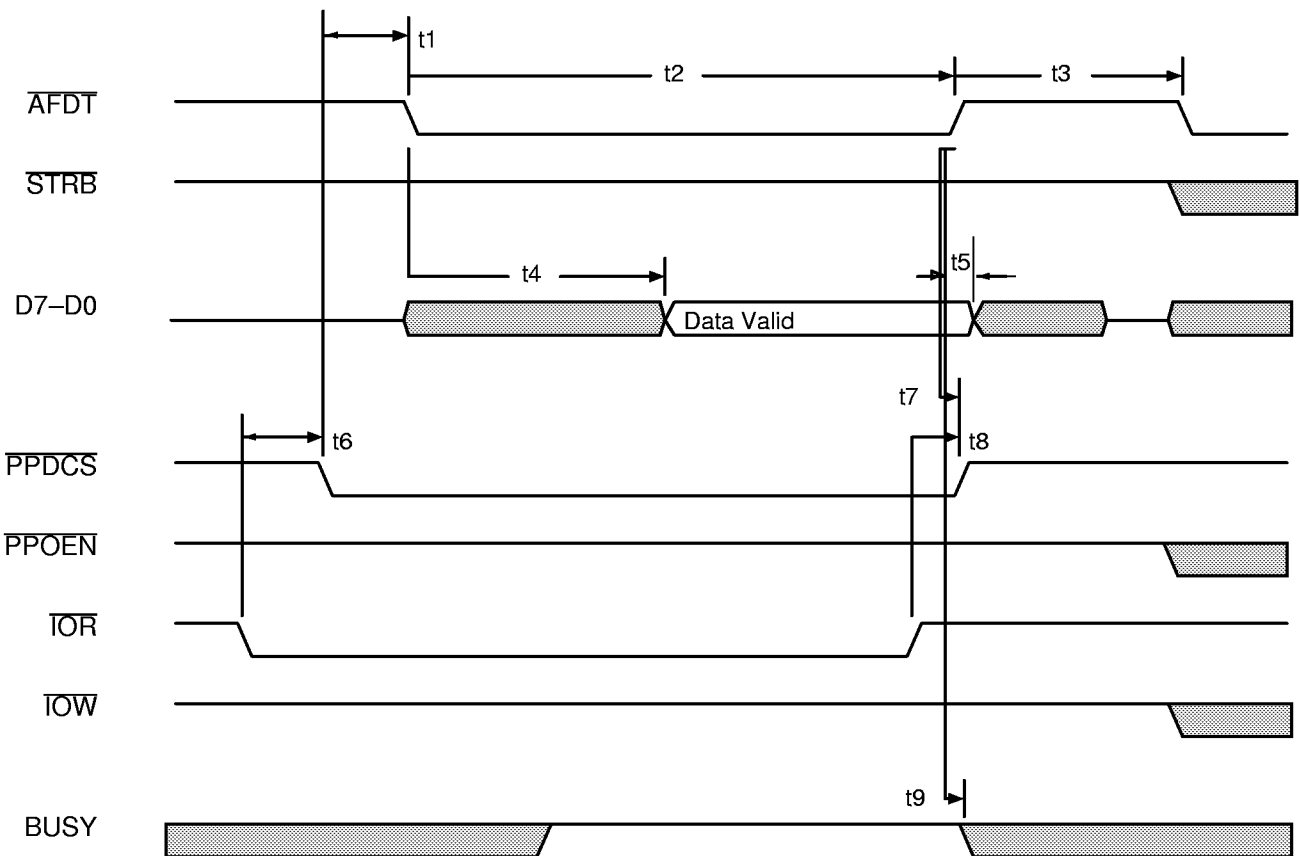 t1
t2
t3
AFDT
STRB
t4
t5
D7–D0
Data Valid
t7
t6
t8
PPDCS
PPOEN
IOR
IOW
t9
BUSY